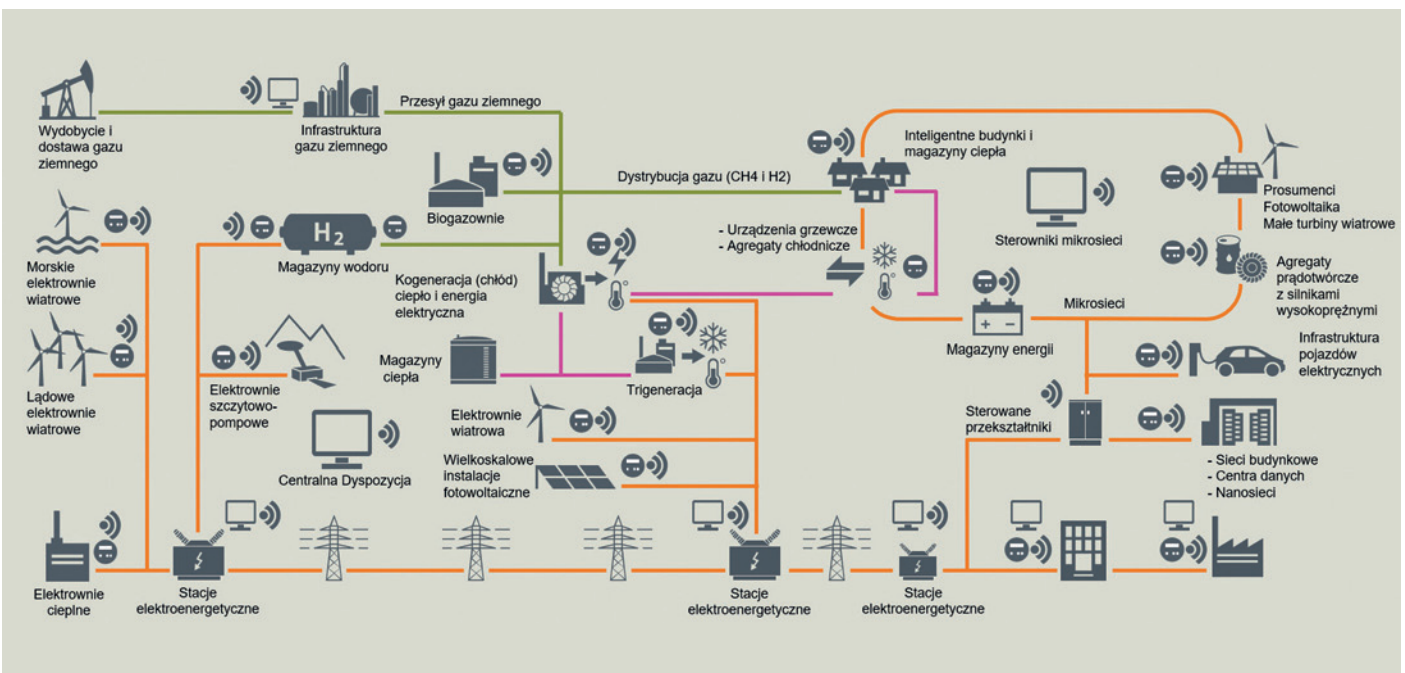 Wydobycie i
dostawa gazu
ziemnego
Infrastruktura
gazu ziemnego
Przesył gazu ziemnego
Biogazownie
Dystrybucja gazu (CH4 i H2)
Inteligentne budynki i
magazyny ciepła
Sterowniki mikrosieci
Prosumenci
Fotowoltaika
Małe turbiny wiatrowe
Morskie
elektrownie
wiatrowe
H2
Magazyny wodoru
Kogeneracja (chłód)
ciepło i energia
elektryczna
- Urządzenia grzewcze
- Agregaty chłodnicze
Agregaty
prądotwórcze
z silnikami
wysokoprężnymi
Mikrosieci
Magazyny energii
Lądowe
elektrownie
wiatrowe
Elektrownie
szczytowo-
pompowe
Magazyny
ciepła
Trigeneracja
Infrastruktura
pojazdów
elektrycznych
Centralna Dyspozycja
Elektrownie
wiatrowa
Wielkoskalowe
instalacje
fotowoltaiczne
Sterowane
przekształtniki
- Sieci budynkowe
- Centra danych
- Nanosieci
Elektrownie
cieplne
Stacje
elektroenergetyczne
Stacje
elektroenergetyczne
Stacje
elektroenergetyczne